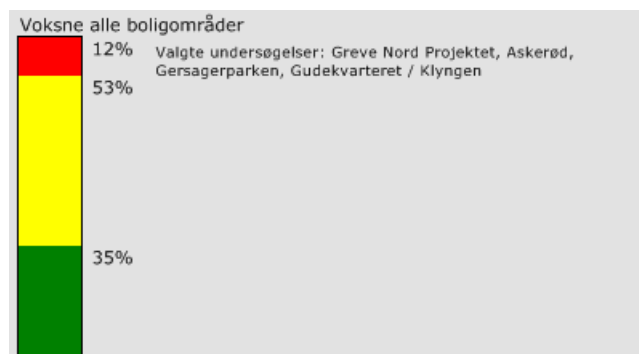 Voksne alle boligområder
12%
Valgte undersøgelser: Greve Nord Projektet, Askerød,
Gersagerparken, Gudekvarteret / Klyngen
53%
35%